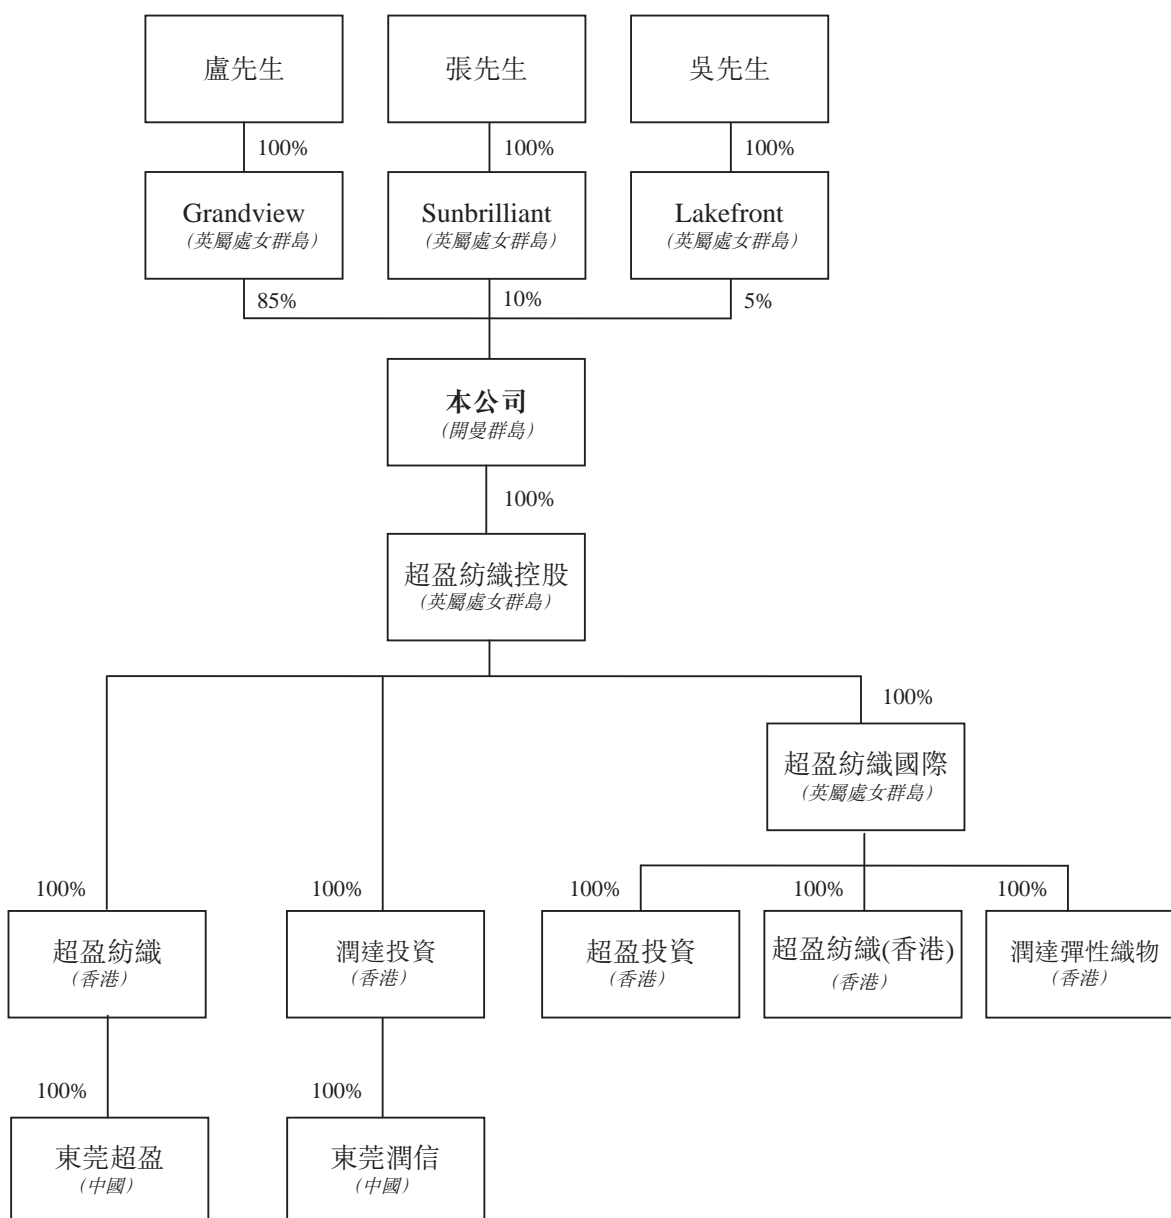 盧先生
張先生
吳先生
100%
100%
100%
Grandview
(英屬處女群島)
Sunbrilliant
(英屬處女群島)
Lakefront
(英屬處女群島)
85%
10%
5%
本公司
(開曼群島)
100%
超盈紡織控股
(英屬處女群島)
100%
超盈紡織國際
(英屬處女群島)
100%
100%
100%
100%
100%
超盈紡織
(香港)
潤達投資
(香港)
超盈投資
(香港)
超盈紡織(香港)
(香港)
潤達彈性織物
(香港)
100%
100%
東莞超盈
(中國)
東莞潤信
(中國)